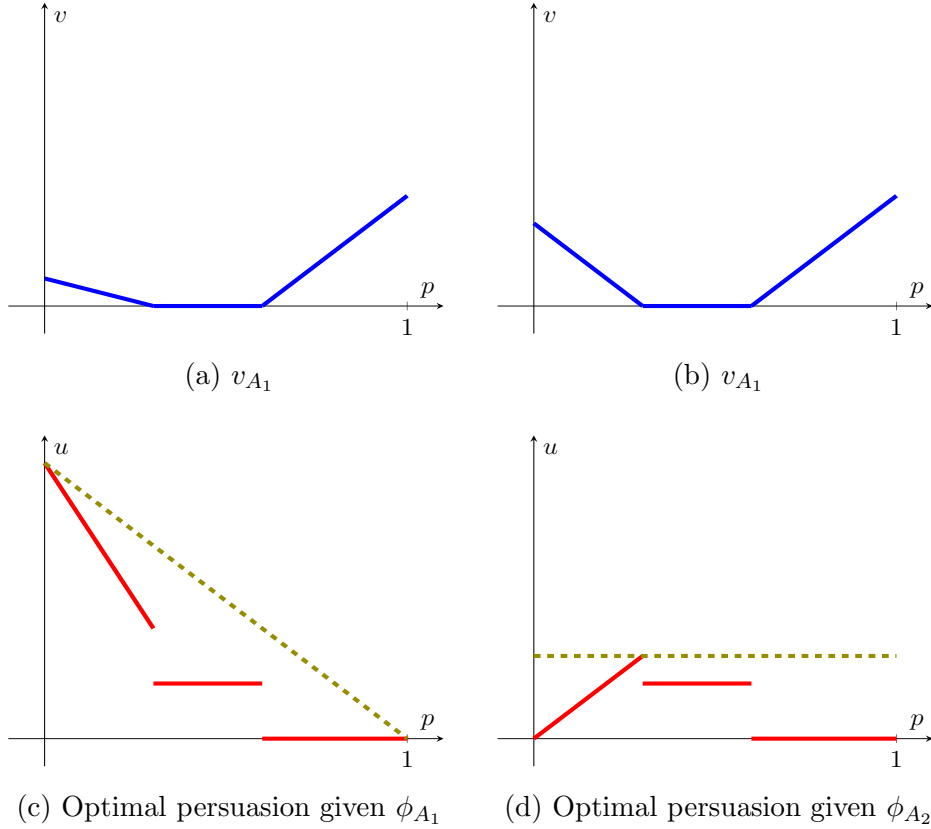 v
p
1
(a) v_{A_1}
v
p
1
(b) v_{A_1}
u
p
1
(c) Optimal persuasion given ϕ_{A_1}
u
p
1
(d) Optimal persuasion given ϕ_{A_2}